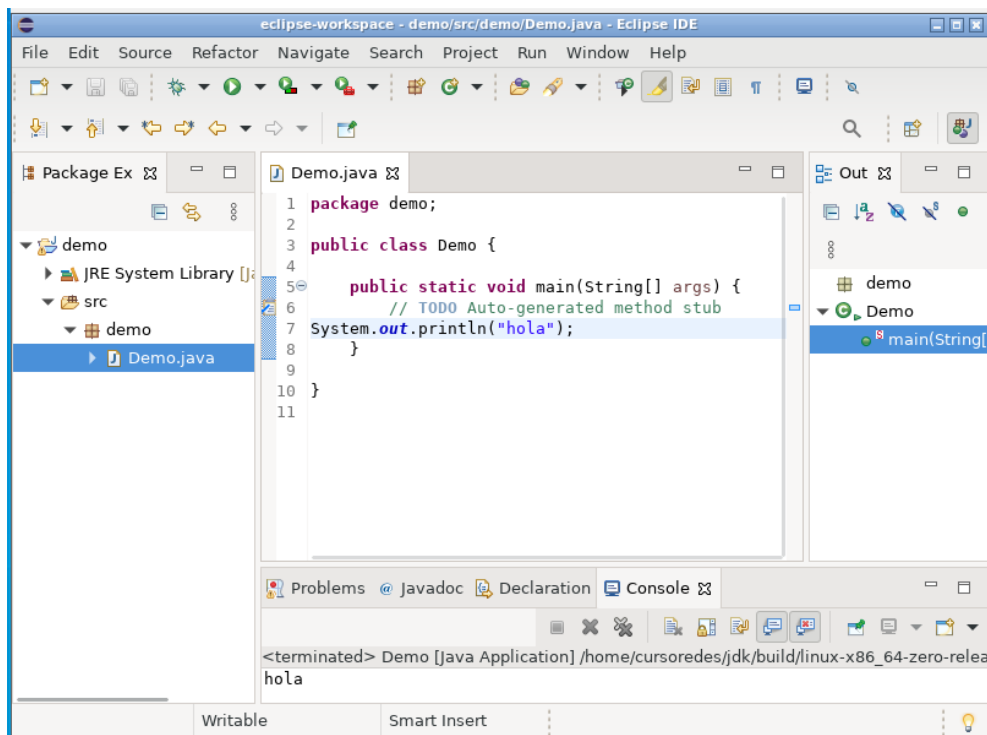 eclipse-workspace - demo/src/demo/Demo.java - Eclipse IDE
File Edit Source Refactor Navigate Search Project Run Window Help
Package Ex
demo
JRE System Library [Ja
src
demo
Demo.java
Demo.java
1 package demo;
2
3 public class Demo {
4
5 public static void main(String[] args) {
6 // TODO Auto-generated method stub
7 System.out.println("hola");
8 }
9
10 }
11
Out
demo
Demo
main(String[
Problems @ Javadoc Declaration Console
<terminated> Demo [Java Application] /home/cursoredes/jdk/build/linux-x86_64-zero-relea
hola
Writable Smart Insert